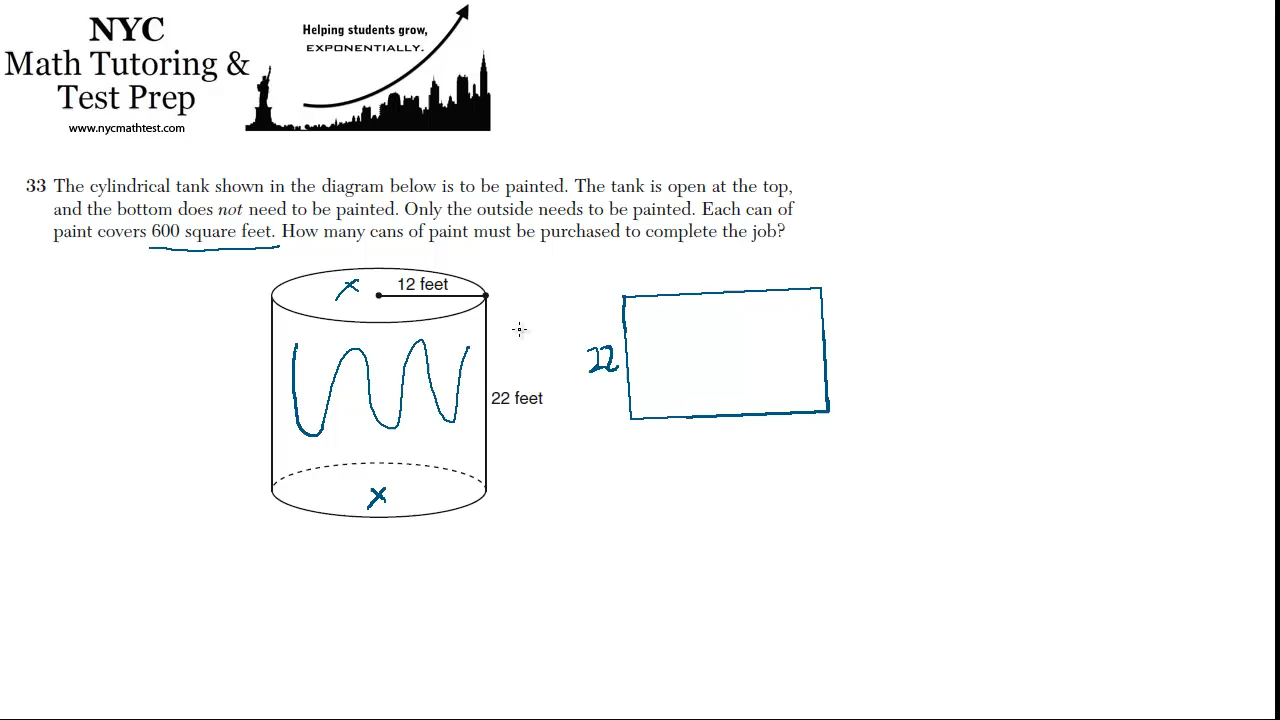 NYC
Math Tutoring &
Test Prep
www.nycmathtest.com
Helping students grow,
EXPONENTIALLY.
33 The cylindrical tank shown in the diagram below is to be painted. The tank is open at the top,
and the bottom does not need to be painted. Only the outside needs to be painted. Each can of
paint covers 600 square feet. How many cans of paint must be purchased to complete the job?
x
12 feet
22
22 feet
x